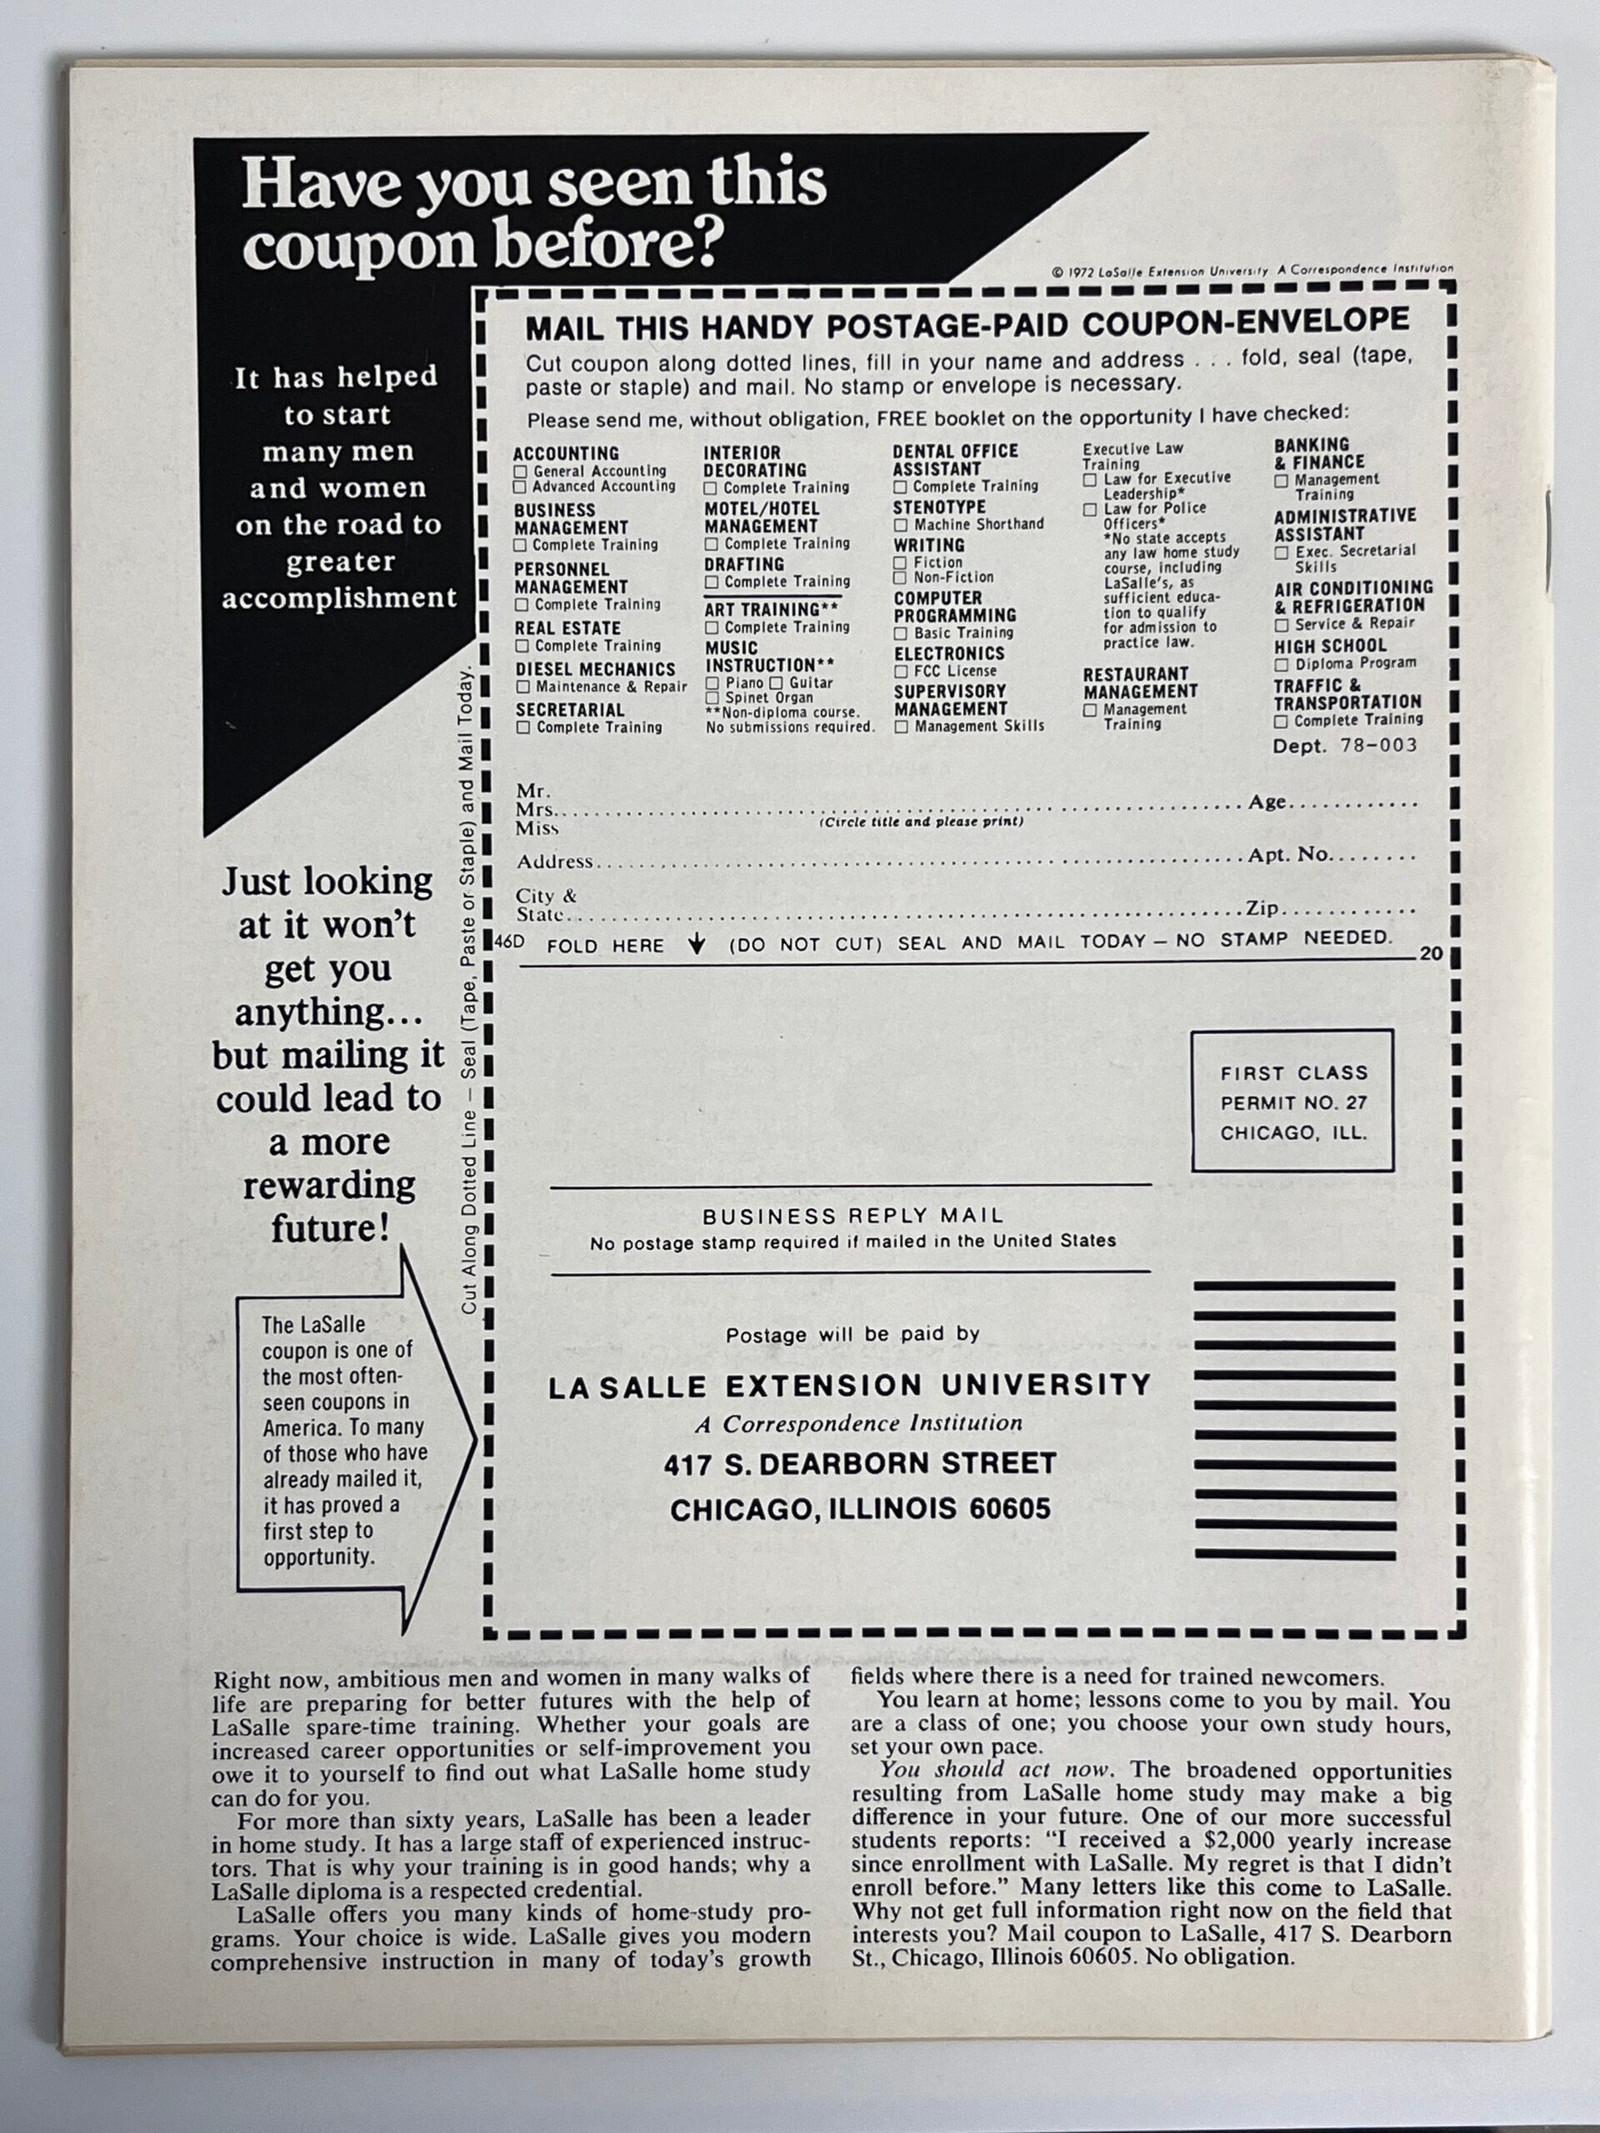 Have you seen this
coupon before?
It has helped
to start
many men
and women
on the road to
greater
accomplishment
Just looking
at it won't
get you
anything...
but mailing it
could lead to
a more
rewarding
future!
The LaSalle
coupon is one of
the most often-
seen coupons in
America. To many
of those who have
already mailed it,
it has proved a
first step to
opportunity.
Cut Along Dotted Line — Seal (Tape, Paste or Staple) and Mail Today.
© 1972 LaSalle Extension University A Correspondence Institution
MAIL THIS HANDY POSTAGE-PAID COUPON-ENVELOPE
Cut coupon along dotted lines, fill in your name and address . . . fold, seal (tape,
paste or staple) and mail. No stamp or envelope is necessary.
Please send me, without obligation, FREE booklet on the opportunity I have checked:
ACCOUNTING
☐ General Accounting
☐ Advanced Accounting
BUSINESS
MANAGEMENT
☐ Complete Training
PERSONNEL
MANAGEMENT
☐ Complete Training
REAL ESTATE
☐ Complete Training
DIESEL MECHANICS
☐ Maintenance & Repair
SECRETARIAL
☐ Complete Training
INTERIOR
DECORATING
☐ Complete Training
MOTEL/HOTEL
MANAGEMENT
☐ Complete Training
DRAFTING
☐ Complete Training
ART TRAINING**
☐ Complete Training
MUSIC
INSTRUCTION**
☐ Piano ☐ Guitar
☐ Spinet Organ
**Non-diploma course.
No submissions required.
DENTAL OFFICE
ASSISTANT
☐ Complete Training
STENOTYPE
☐ Machine Shorthand
WRITING
☐ Fiction
☐ Non-Fiction
COMPUTER
PROGRAMMING
☐ Basic Training
ELECTRONICS
☐ FCC License
SUPERVISORY
MANAGEMENT
☐ Management Skills
Executive Law
Training
☐ Law for Executive
Leadership*
☐ Law for Police
Officers*
*No state accepts
any law home study
course, including
LaSalle's, as
sufficient educa-
tion to qualify
for admission to
practice law.
RESTAURANT
MANAGEMENT
☐ Management
Training
BANKING
& FINANCE
☐ Management
Training
ADMINISTRATIVE
ASSISTANT
☐ Exec. Secretarial
Skills
AIR CONDITIONING
& REFRIGERATION
☐ Service & Repair
HIGH SCHOOL
☐ Diploma Program
TRAFFIC &
TRANSPORTATION
☐ Complete Training
Dept. 78-003
Mr.
Mrs. Age
Miss (Circle title and please print)
Address Apt. No.
City &
State Zip
46D FOLD HERE ↓ (DO NOT CUT) SEAL AND MAIL TODAY — NO STAMP NEEDED.
20
FIRST CLASS
PERMIT NO. 27
CHICAGO, ILL.
BUSINESS REPLY MAIL
No postage stamp required if mailed in the United States
Postage will be paid by
LA SALLE EXTENSION UNIVERSITY
A Correspondence Institution
417 S. DEARBORN STREET
CHICAGO, ILLINOIS 60605
Right now, ambitious men and women in many walks of
life are preparing for better futures with the help of
LaSalle spare-time training. Whether your goals are
increased career opportunities or self-improvement you
owe it to yourself to find out what LaSalle home study
can do for you.
For more than sixty years, LaSalle has been a leader
in home study. It has a large staff of experienced instruc-
tors. That is why your training is in good hands; why a
LaSalle diploma is a respected credential.
LaSalle offers you many kinds of home-study pro-
grams. Your choice is wide. LaSalle gives you modern
comprehensive instruction in many of today's growth
fields where there is a need for trained newcomers.
You learn at home; lessons come to you by mail. You
are a class of one; you choose your own study hours,
set your own pace.
You should act now. The broadened opportunities
resulting from LaSalle home study may make a big
difference in your future. One of our more successful
students reports: "I received a $2,000 yearly increase
since enrollment with LaSalle. My regret is that I didn't
enroll before." Many letters like this come to LaSalle.
Why not get full information right now on the field that
interests you? Mail coupon to LaSalle, 417 S. Dearborn
St., Chicago, Illinois 60605. No obligation.